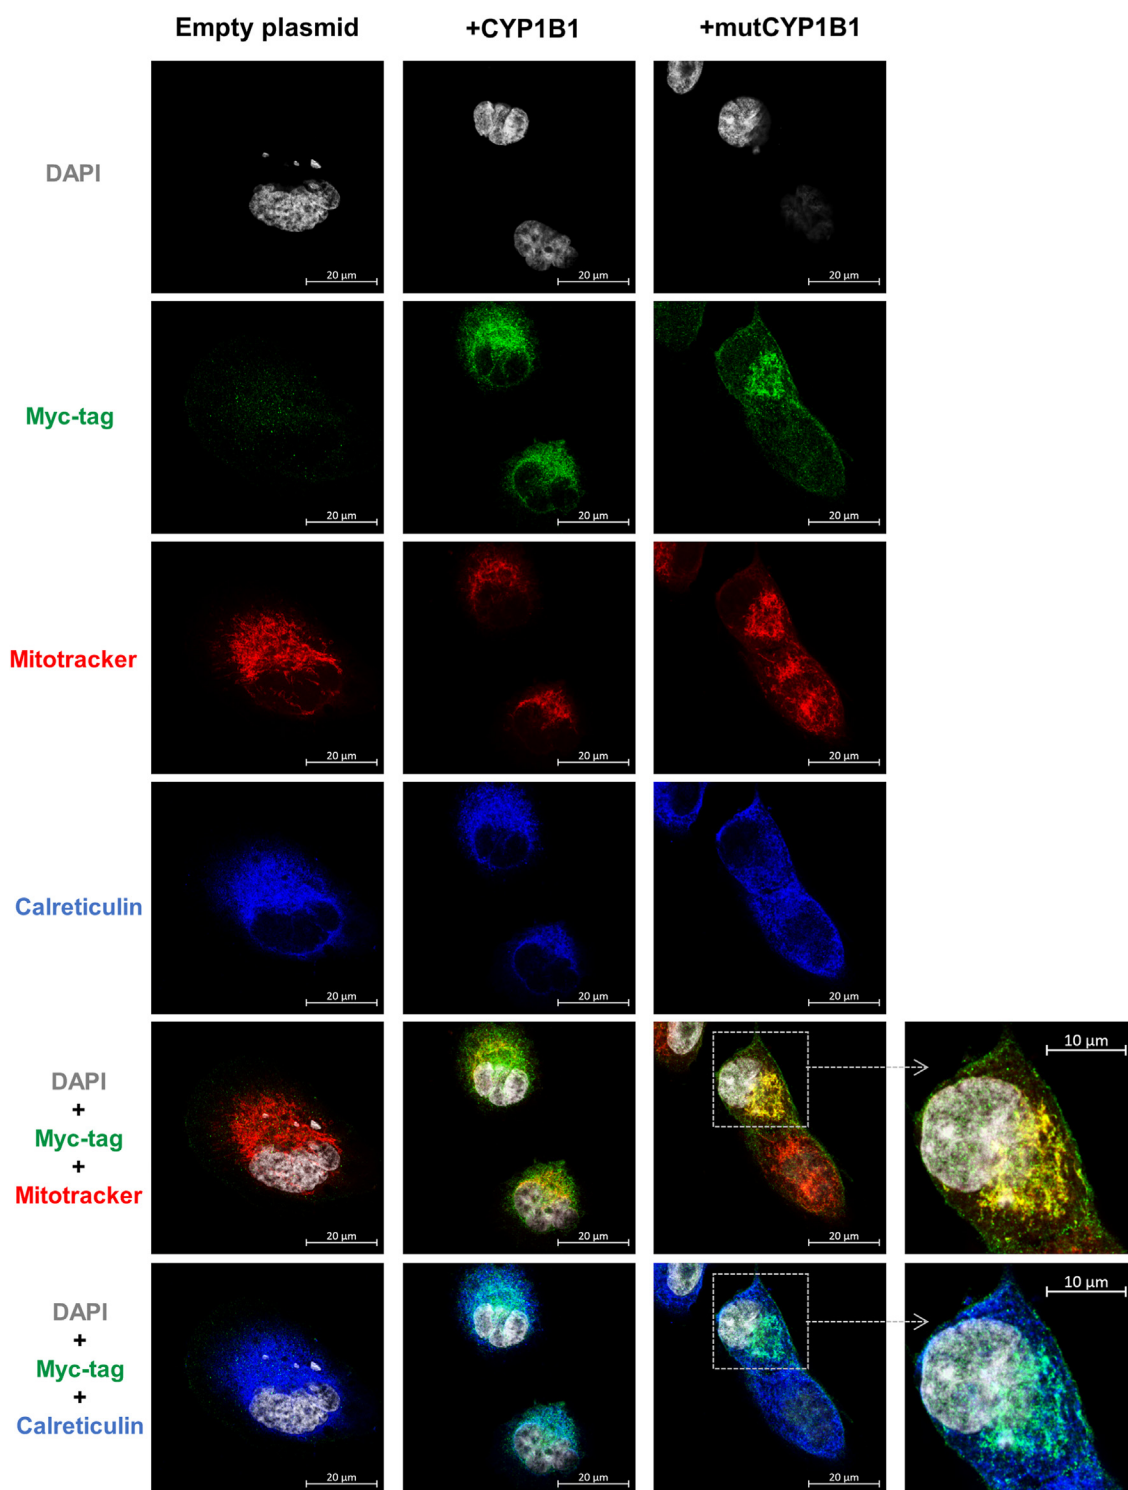 Empty plasmid +CYP1B1 +mutCYP1B1
DAPI
20 µm 20 µm 20 µm
Myc-tag
20 µm 20 µm 20 µm
Mitotracker
20 µm 20 µm 20 µm
Calreticulin
20 µm 20 µm 20 µm
DAPI
+
Myc-tag
+
Mitotracker
10 µm
20 µm 20 µm 20 µm
DAPI
+
Myc-tag
+
Calreticulin
10 µm
20 µm 20 µm 20 µm